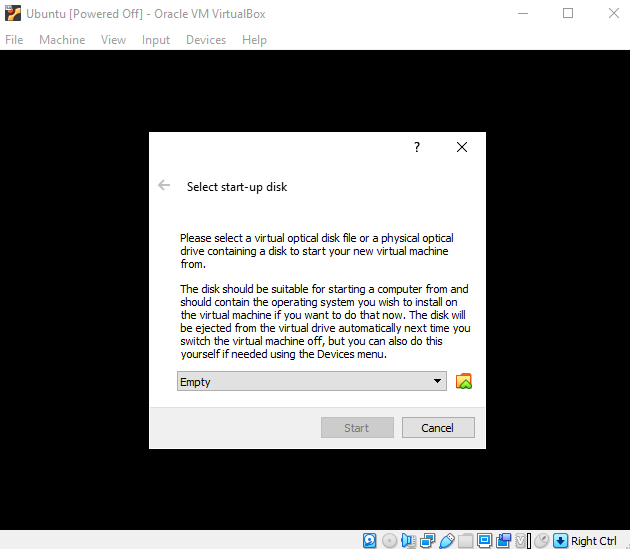 Ubuntu [Powered Off] - Oracle VM VirtualBox
File Machine View Input Devices Help
?
Select start-up disk
Please select a virtual optical disk file or a physical optical
drive containing a disk to start your new virtual machine
from.
The disk should be suitable for starting a computer from and
should contain the operating system you wish to install on
the virtual machine if you want to do that now. The disk will
be ejected from the virtual drive automatically next time you
switch the virtual machine off, but you can also do this
yourself if needed using the Devices menu.
Empty
Start Cancel
Right Ctrl